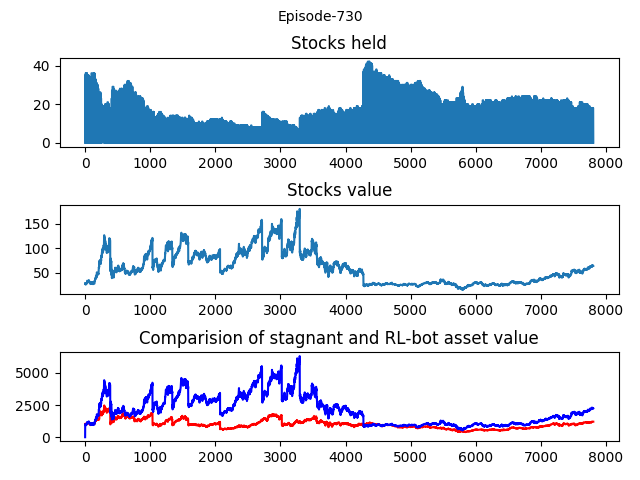 Episode-730
Stocks held
40
20
0
0 1000 2000 3000 4000 5000 6000 7000 8000
Stocks value
150
100
50
0 1000 2000 3000 4000 5000 6000 7000 8000
Comparision of stagnant and RL-bot asset value
5000
2500
0
0 1000 2000 3000 4000 5000 6000 7000 8000